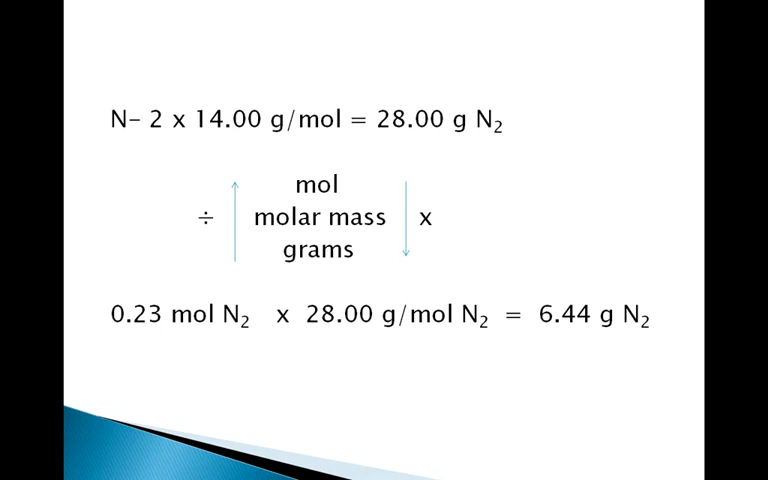 N– 2 x 14.00 g/mol = 28.00 g N₂
mol
÷ molar mass x
grams
0.23 mol N₂ x 28.00 g/mol N₂ = 6.44 g N₂